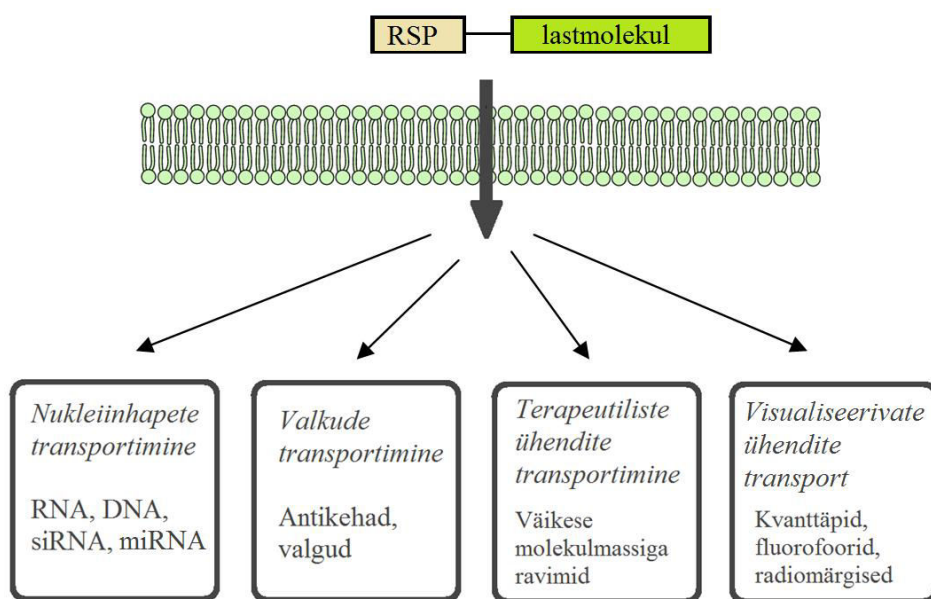 RSP
lastmolekul
Nukleiinhapete
transportimine
RNA, DNA,
siRNA, miRNA
Valkude
transportimine
Antikehad,
valgud
Terapeutiliste
ühendite
transportimine
Väikese
molekulmassiga
ravimid
Visualiseerivate
ühendite
transport
Kvanttäpid,
fluorofoorid,
radiomärgised